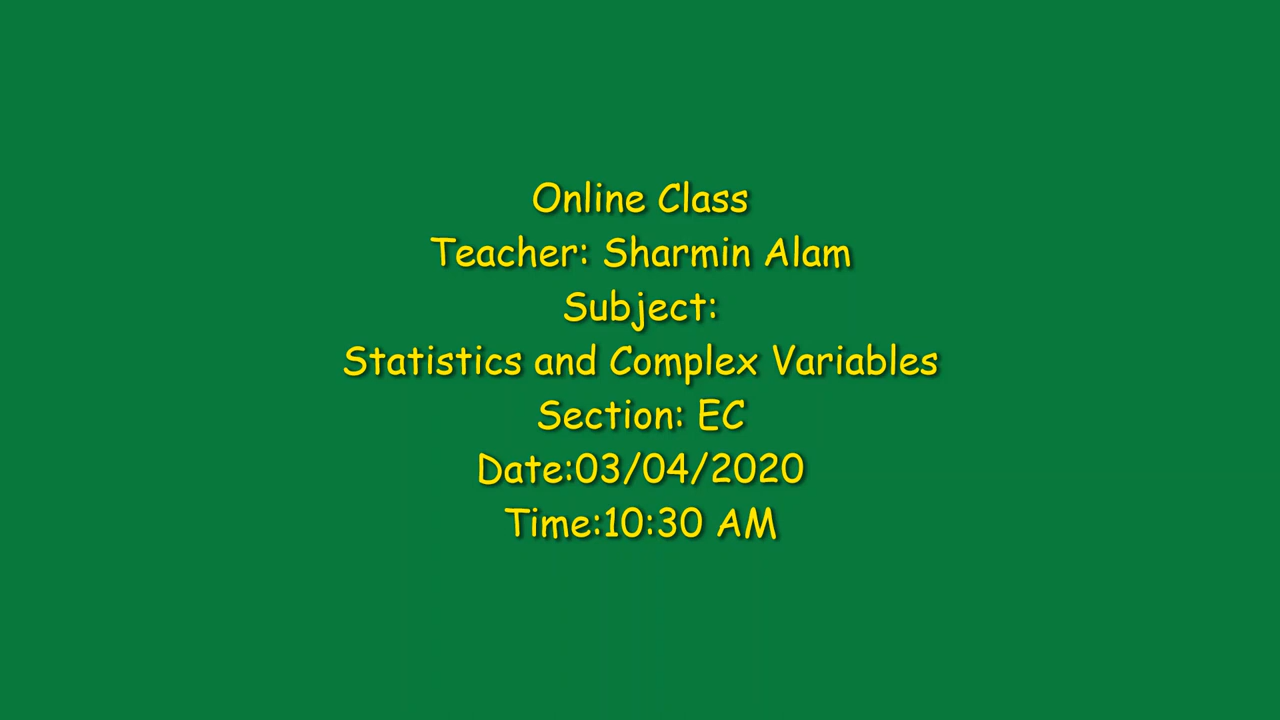 Online Class
Teacher: Sharmin Alam
Subject:
Statistics and Complex Variables
Section: EC
Date:03/04/2020
Time:10:30 AM